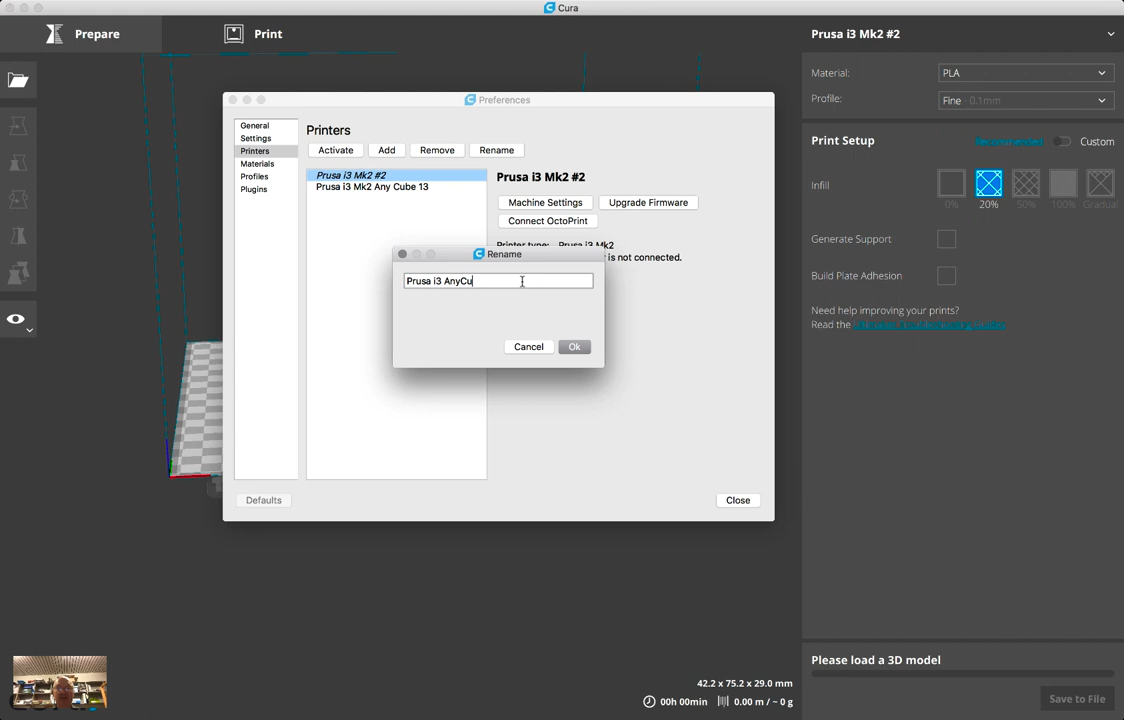 Cura
Prepare
Print
Prusa i3 Mk2 #2
Material:
PLA
Profile:
Fine - 0.1mm
Print Setup
Recommended
Custom
Infill
0%
20%
50%
100%
Gradual
Generate Support
Build Plate Adhesion
Need help improving your prints?
Read the Ultimaker Troubleshooting Guides
Preferences
General
Settings
Printers
Materials
Profiles
Plugins
Printers
Activate
Add
Remove
Rename
Prusa i3 Mk2 #2
Prusa i3 Mk2 Any Cube 13
Prusa i3 Mk2 #2
Machine Settings
Upgrade Firmware
Connect OctoPrint
Printer type: Prusa i3 Mk2
is not connected.
Rename
Prusa i3 AnyCu
Cancel
Ok
Defaults
Close
42.2 x 75.2 x 29.0 mm
00h 00min
0.00 m / ~ 0 g
Please load a 3D model
Save to File